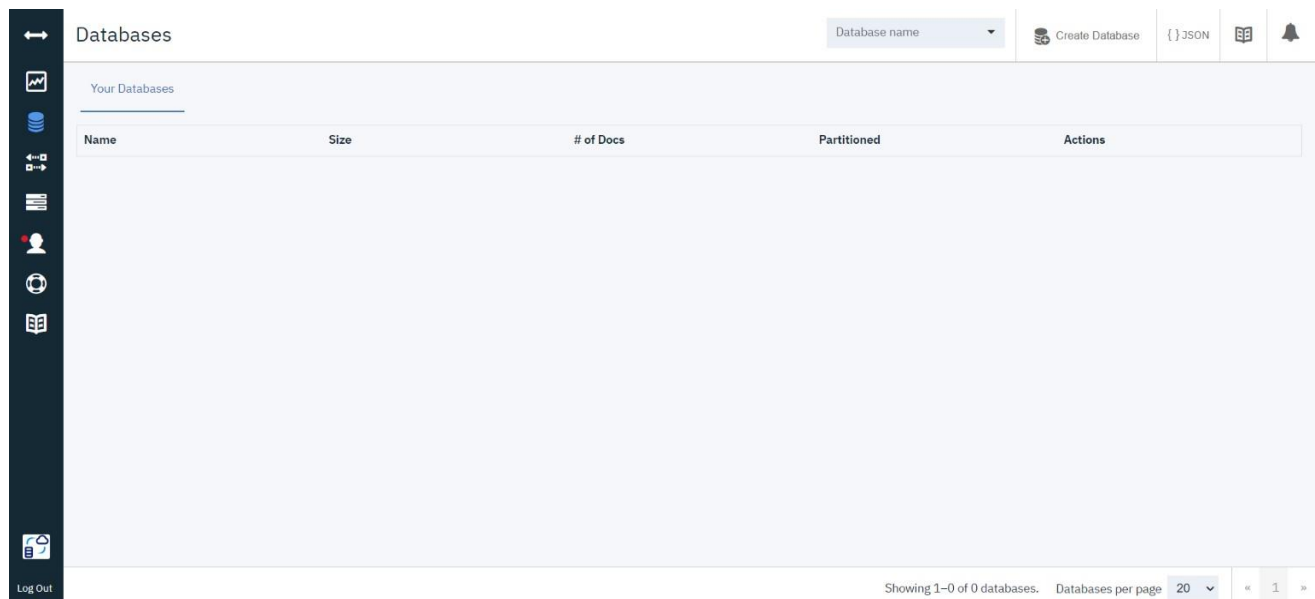 Databases
Database name
Create Database
{ } JSON
Your Databases
Name Size # of Docs Partitioned Actions
Log Out
Showing 1–0 of 0 databases. Databases per page 20 « 1 »